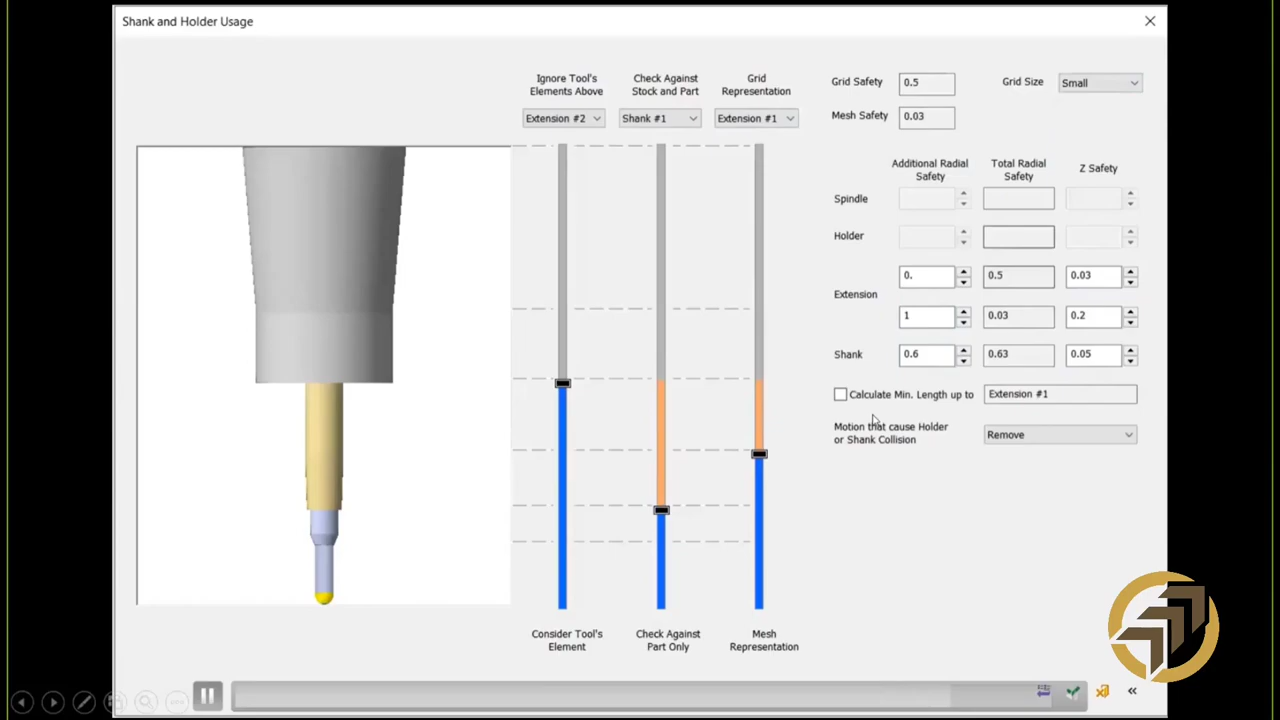 Shank and Holder Usage
Ignore Tool's
Elements Above
Check Against
Stock and Part
Grid
Representation
Extension #2
Shank #1
Extension #1
Grid Safety
0.5
Grid Size
Small
Mesh Safety
0.03
Additional Radial
Safety
Total Radial
Safety
Z Safety
Spindle
Holder
Extension
0.
0.5
0.03
1
0.03
0.2
Shank
0.6
0.63
0.05
Calculate Min. Length up to
Extension #1
Motion that cause Holder
or Shank Collision
Remove
Consider Tool's
Element
Check Against
Part Only
Mesh
Representation